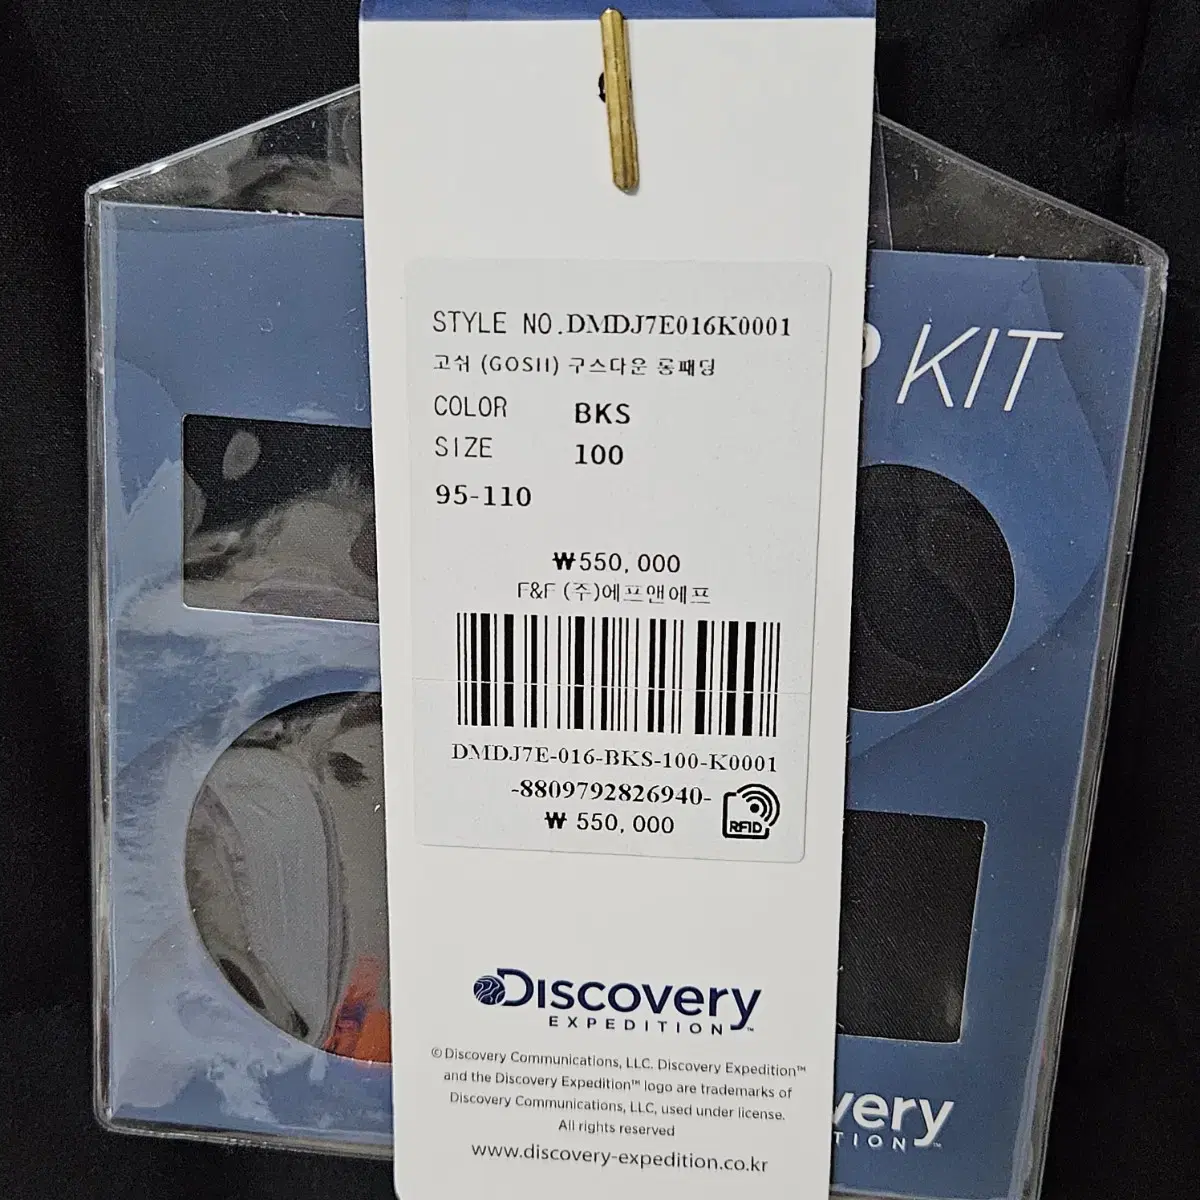 STYLE NO.DMDJ7E016K0001
고쉬 (GOSH) 구스다운 롱패딩
COLOR BKS
SIZE 100
95-110
₩550,000
F&F (주)에프앤에프
DMDJ7E-016-BKS-100-K0001
-8809792826940-
₩ 550,000
RFID
DISCOVERY
EXPEDITION™
©Discovery Communications, LLC. Discovery Expedition™
and the Discovery Expedition™ logo are trademarks of
Discovery Communications, LLC, used under license.
All rights reserved
www.discovery-expedition.co.kr
P KIT
very
TION™